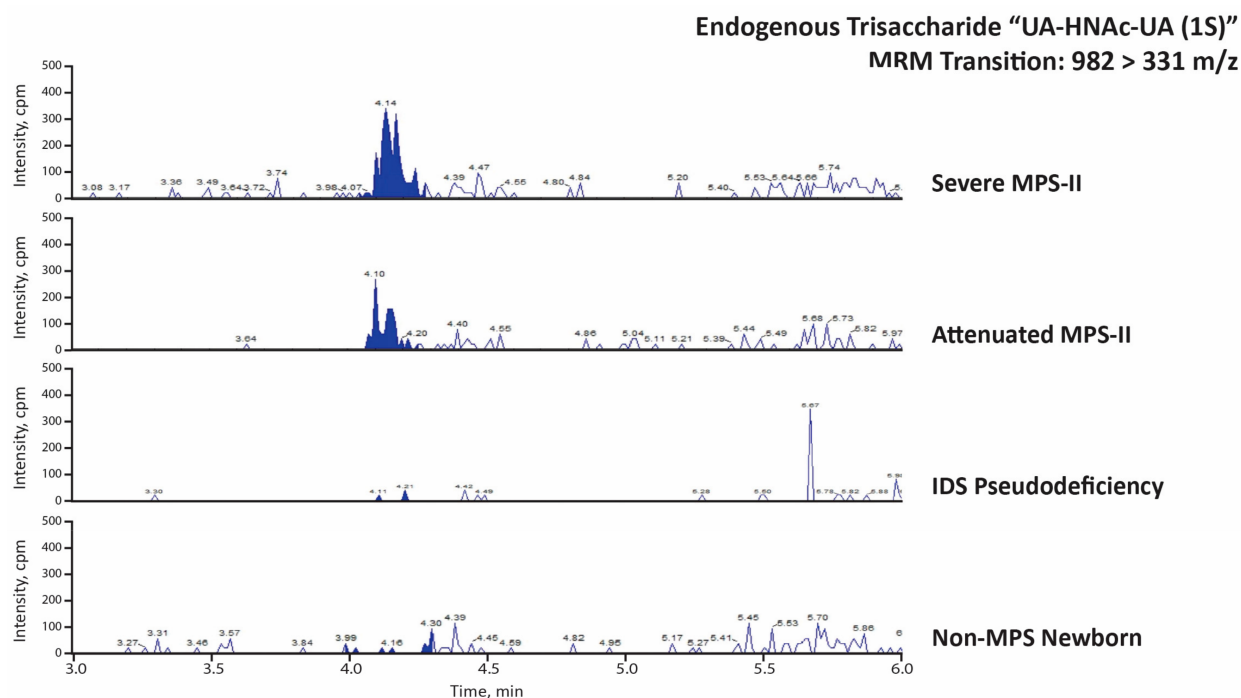 Endogenous Trisaccharide “UA-HNAc-UA (1S)”
MRM Transition: 982 > 331 m/z
Intensity, cpm
500
400
300
200
100
0
3.08 3.17 3.36 3.49 3.64 3.72 3.74 3.98 4.07 4.14 4.39 4.47 4.55 4.80 4.84 5.20 5.40 5.53 5.64 5.66 5.74 5.
Severe MPS-II
Intensity, cpm
500
400
300
200
100
0
3.64 4.10 4.20 4.40 4.55 4.86 5.04 5.11 5.21 5.39 5.44 5.49 5.68 5.73 5.82 5.97
Attenuated MPS-II
Intensity, cpm
500
400
300
200
100
0
3.30 4.11 4.21 4.42 4.49 5.28 5.50 5.67 5.78 5.82 5.88
IDS Pseudodeficiency
Intensity, cpm
500
400
300
200
100
0
3.27 3.31 3.46 3.57 3.84 3.99 4.16 4.30 4.39 4.45 4.59 4.82 4.95 5.17 5.27 5.41 5.45 5.53 5.70 5.86 6
Non-MPS Newborn
3.0 3.5 4.0 4.5 5.0 5.5 6.0
Time, min